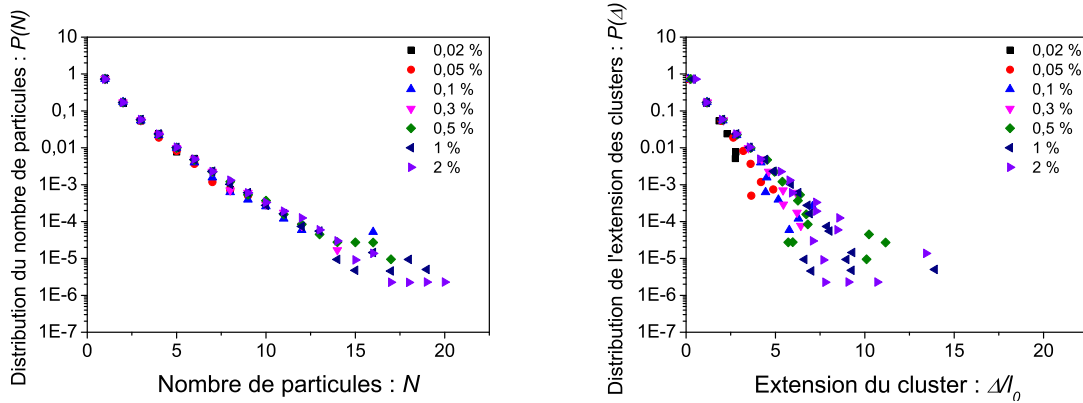 Distribution du nombre de particules : P(N)
10
1
0,1
0,01
1E-3
1E-4
1E-5
1E-6
1E-7
0 5 10 15 20
Nombre de particules : N
0,02 %
0,05 %
0,1 %
0,3 %
0,5 %
1 %
2 %
Distribution de l'extension des clusters : P(Δ)
10
1
0,1
0,01
1E-3
1E-4
1E-5
1E-6
1E-7
0 5 10 15 20
Extension du cluster : Δ/l₀
0,02 %
0,05 %
0,1 %
0,3 %
0,5 %
1 %
2 %